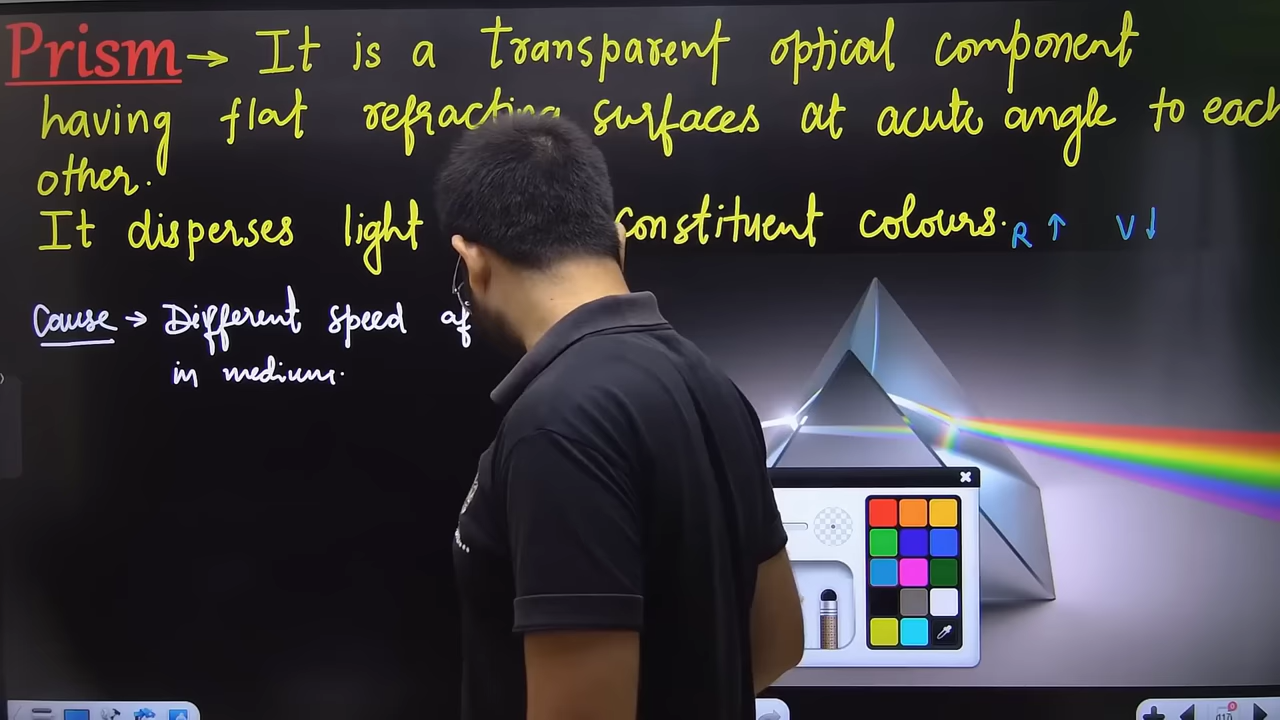 Prism → It is a transparent optical component
having flat refracting surfaces at acute angle to each
other.
It disperses light constituent colours.
R ↑ V ↓
Cause → Different speed of
in medium.